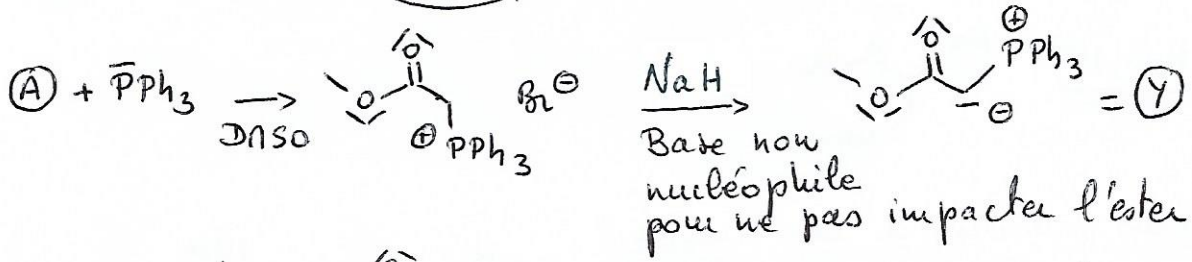 Ⓐ + PPh₃ → Br⊖ NaH → = Ⓨ
DMSO
O
O
⊕ PPh₃
O
O
⊕
PPh₃
⊖
Base non
nucléophile
pour ne pas impacter l'ester